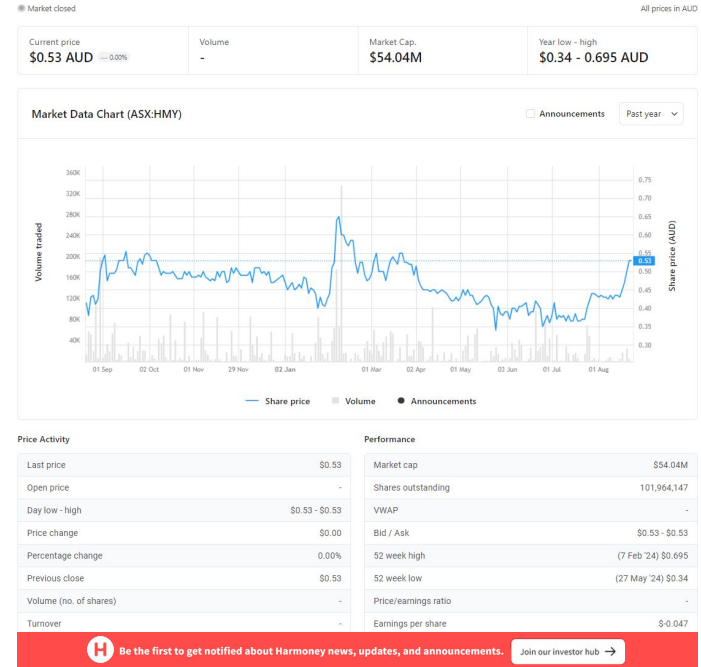 Market closed
All prices in AUD
Current price
$0.53 AUD — 0.00%
Volume
-
Market Cap.
$54.04M
Year low - high
$0.34 - 0.695 AUD
Market Data Chart (ASX:HMY)
Announcements
Past year
360K
320K
280K
240K
200K
160K
120K
80K
40K
Volume traded
0.75
0.70
0.65
0.60
0.55
0.53
0.50
0.45
0.40
0.35
0.30
Share price (AUD)
01 Sep
02 Oct
01 Nov
29 Nov
02 Jan
01 Mar
02 Apr
01 May
03 Jun
01 Jul
01 Aug
Share price
Volume
Announcements
Price Activity
Last price $0.53
Open price -
Day low - high $0.53 - $0.53
Price change $0.00
Percentage change 0.00%
Previous close $0.53
Volume (no. of shares) -
Turnover -
Performance
Market cap $54.04M
Shares outstanding 101,964,147
VWAP -
Bid / Ask $0.53 - $0.53
52 week high (7 Feb '24) $0.695
52 week low (27 May '24) $0.34
Price/earnings ratio -
Earnings per share $-0.047
H Be the first to get notified about Harmoney news, updates, and announcements.
Join our investor hub →